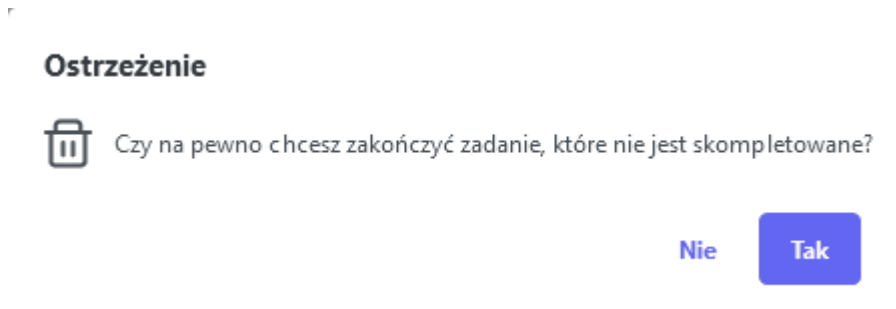 Ostrzeżenie
Czy na pewno chcesz zakończyć zadanie, które nie jest skompletowane?
Nie
Tak